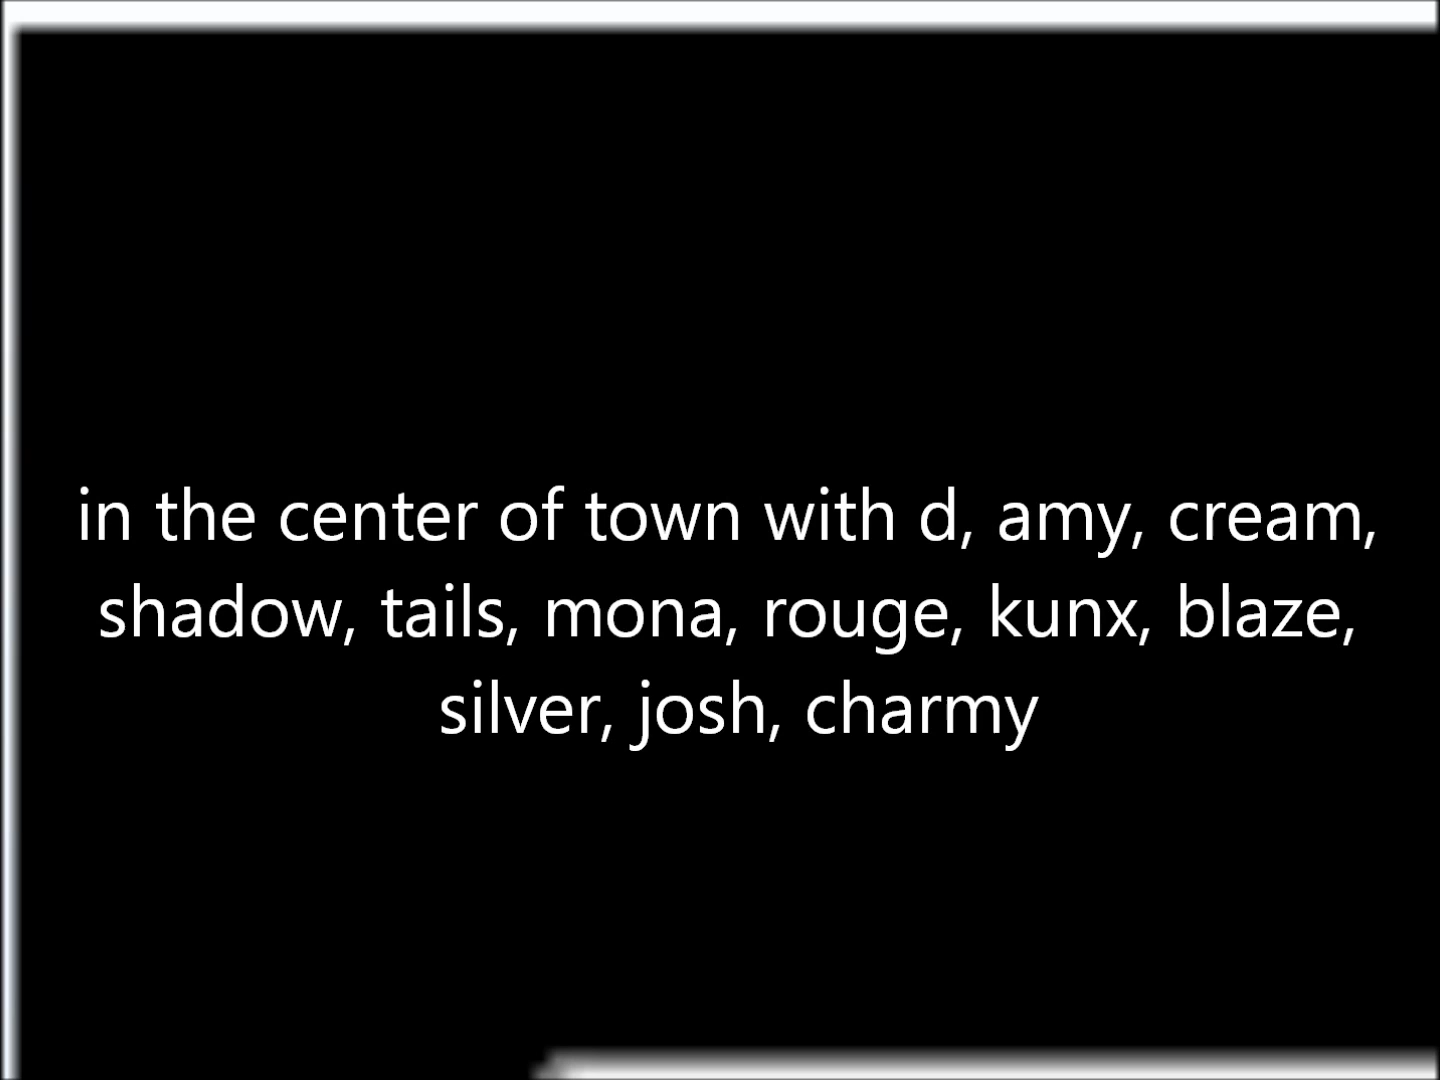 in the center of town with d, amy, cream,
shadow, tails, mona, rouge, kunx, blaze,
silver, josh, charmy